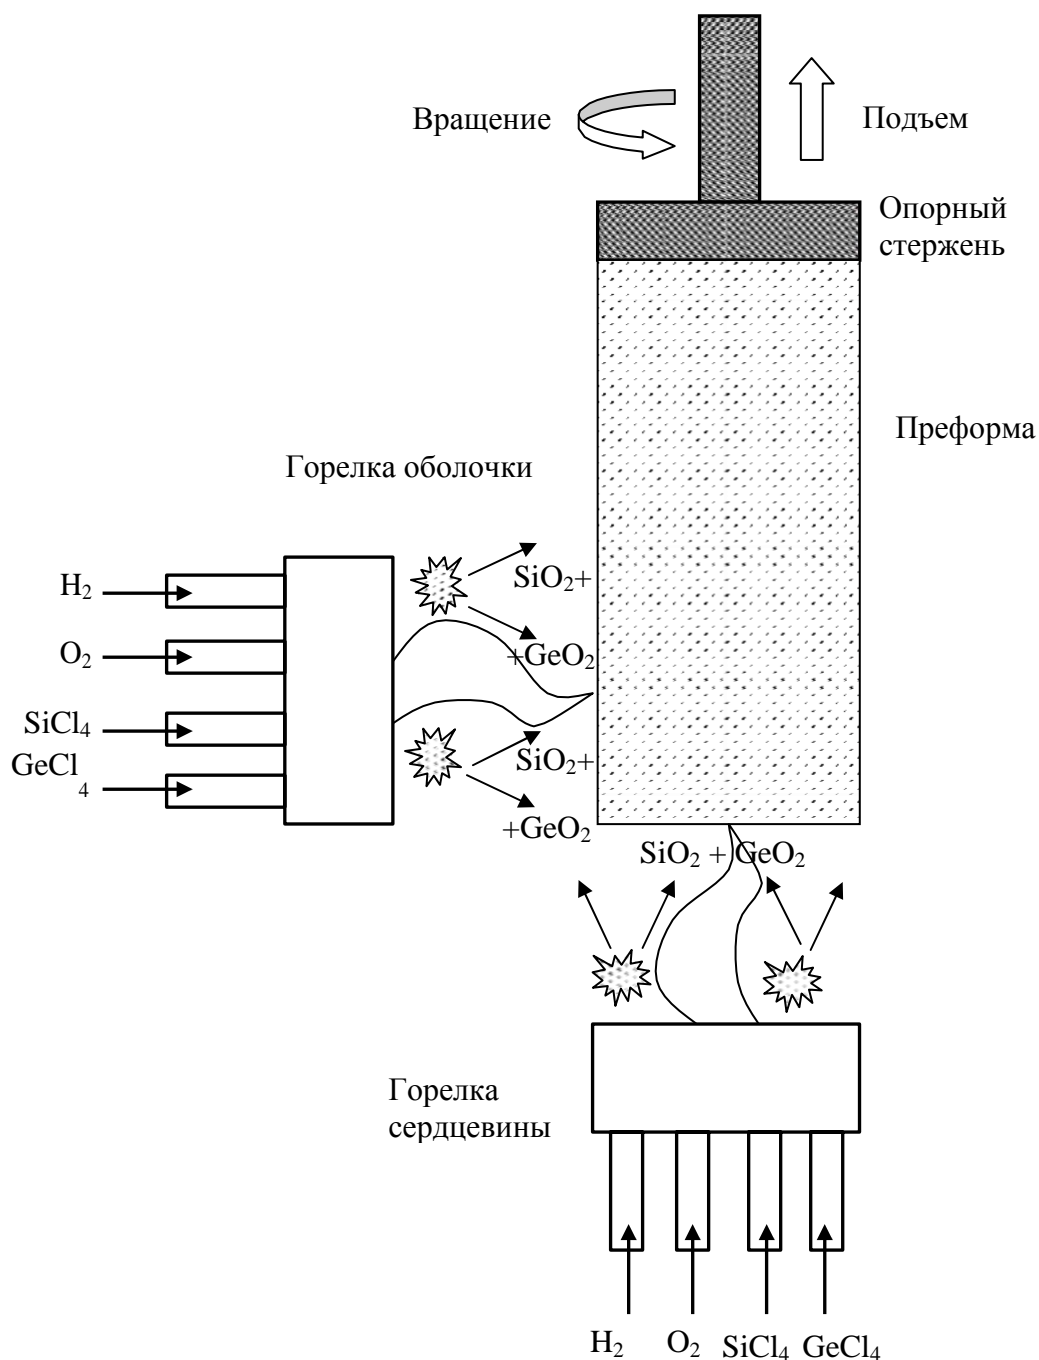 Вращение
Подъем
Опорный
стержень
Преформа
Горелка оболочки
H₂
O₂
SiCl₄
GeCl
₄
SiO₂+
+GeO₂
SiO₂+
+GeO₂
SiO₂ + GeO₂
Горелка
сердцевины
H₂ O₂ SiCl₄ GeCl₄